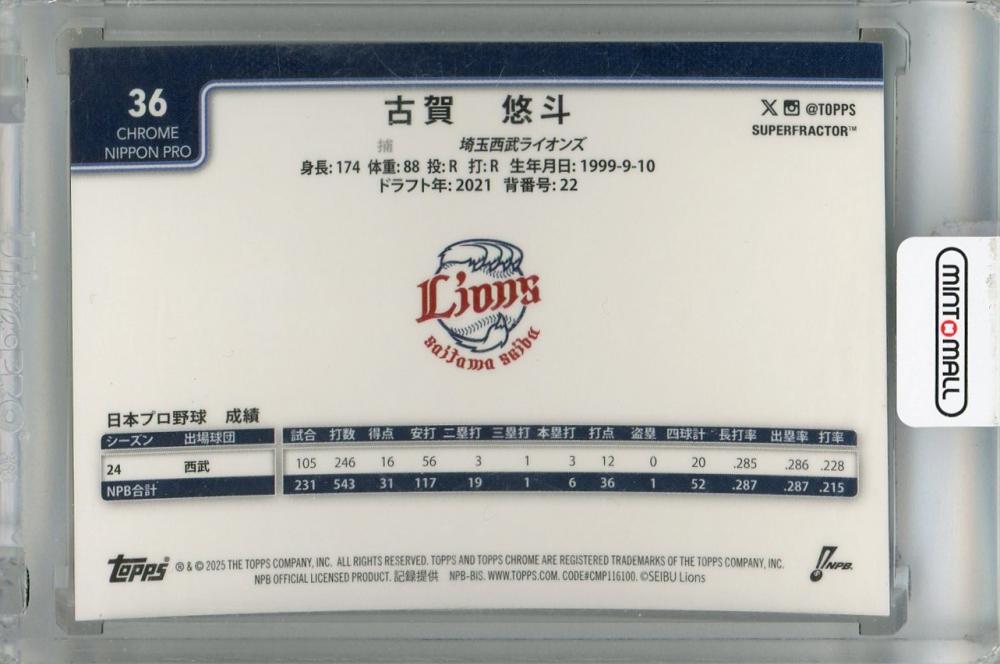 36
CHROME
NIPPON PRO
古賀 悠斗
捕 埼玉西武ライオンズ
身長: 174 体重: 88 投: R 打: R 生年月日: 1999-9-10
ドラフト年: 2021 背番号: 22
@TOPPS
SUPERFRACTOR™
Lions
Saitama Seibu
MINT MALL
日本プロ野球 成績
シーズン 出場球団 試合 打数 得点 安打 二塁打 三塁打 本塁打 打点 盗塁 四球計 長打率 出塁率 打率
24 西武 105 246 16 56 3 1 3 12 0 20 .285 .286 .228
NPB合計 231 543 31 117 19 1 6 36 1 52 .287 .287 .215
Topps ® & © 2025 THE TOPPS COMPANY, INC. ALL RIGHTS RESERVED. TOPPS AND TOPPS CHROME ARE REGISTERED TRADEMARKS OF THE TOPPS COMPANY, INC.
NPB OFFICIAL LICENSED PRODUCT. 記録提供 NPB-BIS. WWW.TOPPS.COM. CODE#CMP116100. ©SEIBU Lions
NPB.